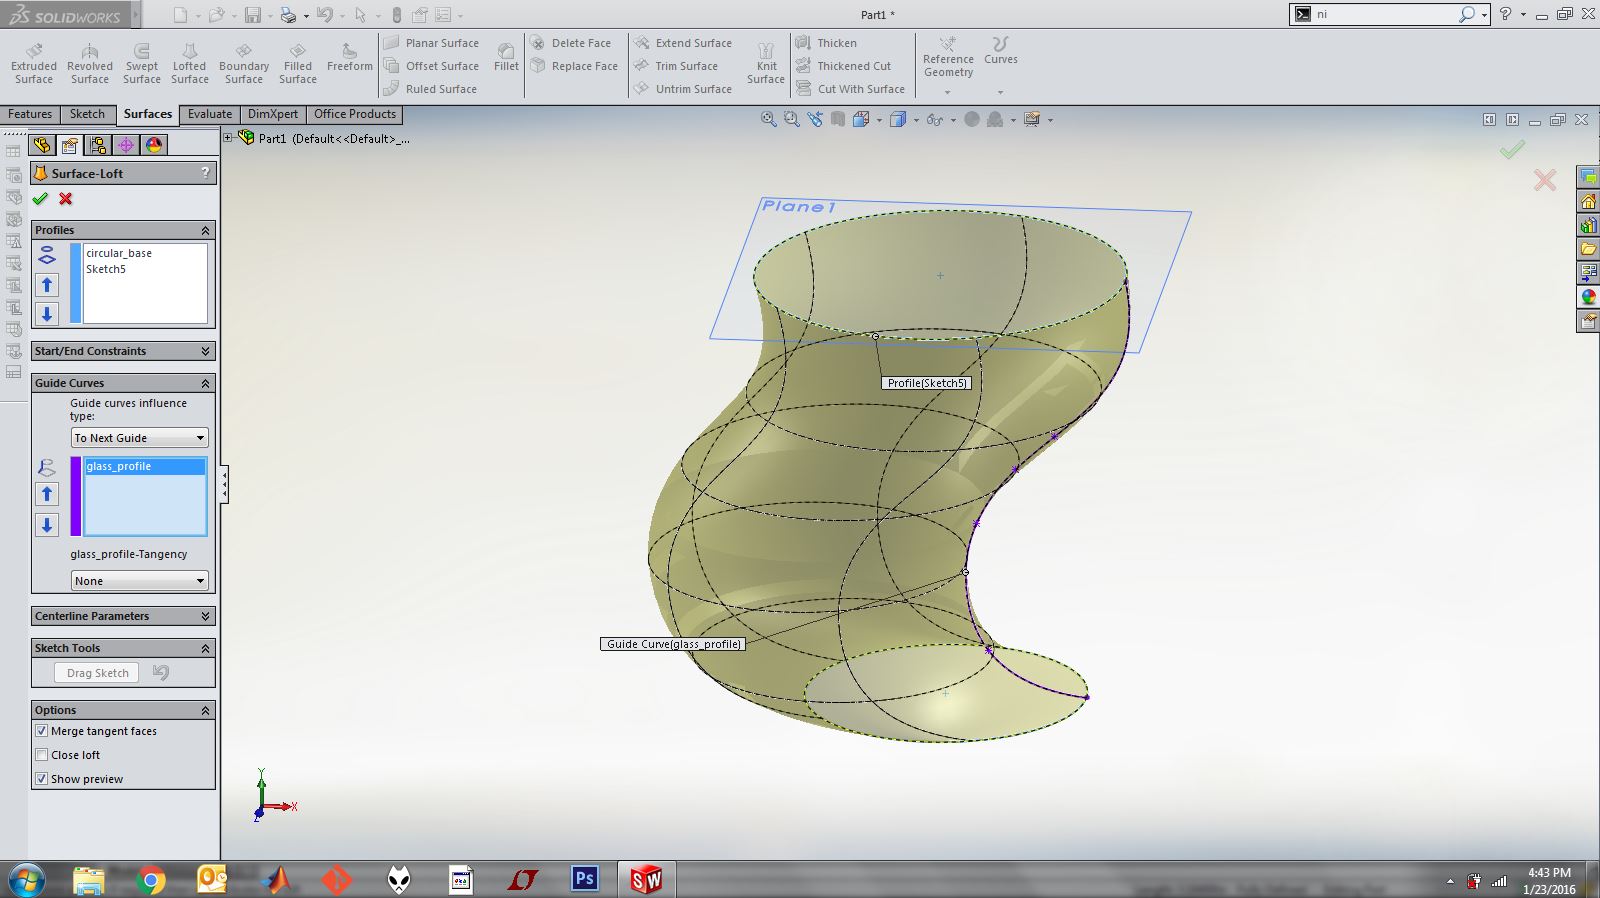 SOLIDWORKS
Part1 *
ni
Extruded Surface
Revolved Surface
Swept Surface
Lofted Surface
Boundary Surface
Filled Surface
Freeform
Planar Surface
Offset Surface
Ruled Surface
Fillet
Delete Face
Replace Face
Extend Surface
Trim Surface
Untrim Surface
Knit Surface
Thicken
Thickened Cut
Cut With Surface
Reference Geometry
Curves
Features
Sketch
Surfaces
Evaluate
DimXpert
Office Products
Part1 (Default<<Default>_...
Surface-Loft
?
Profiles
circular_base
Sketch5
Start/End Constraints
Guide Curves
Guide curves influence
type:
To Next Guide
glass_profile
glass_profile-Tangency
None
Centerline Parameters
Sketch Tools
Drag Sketch
Options
Merge tangent faces
Close loft
Show preview
Plane1
Profile(Sketch5)
Guide Curve(glass_profile)
Y
X
Z
Ps
SW
4:43 PM
1/23/2016